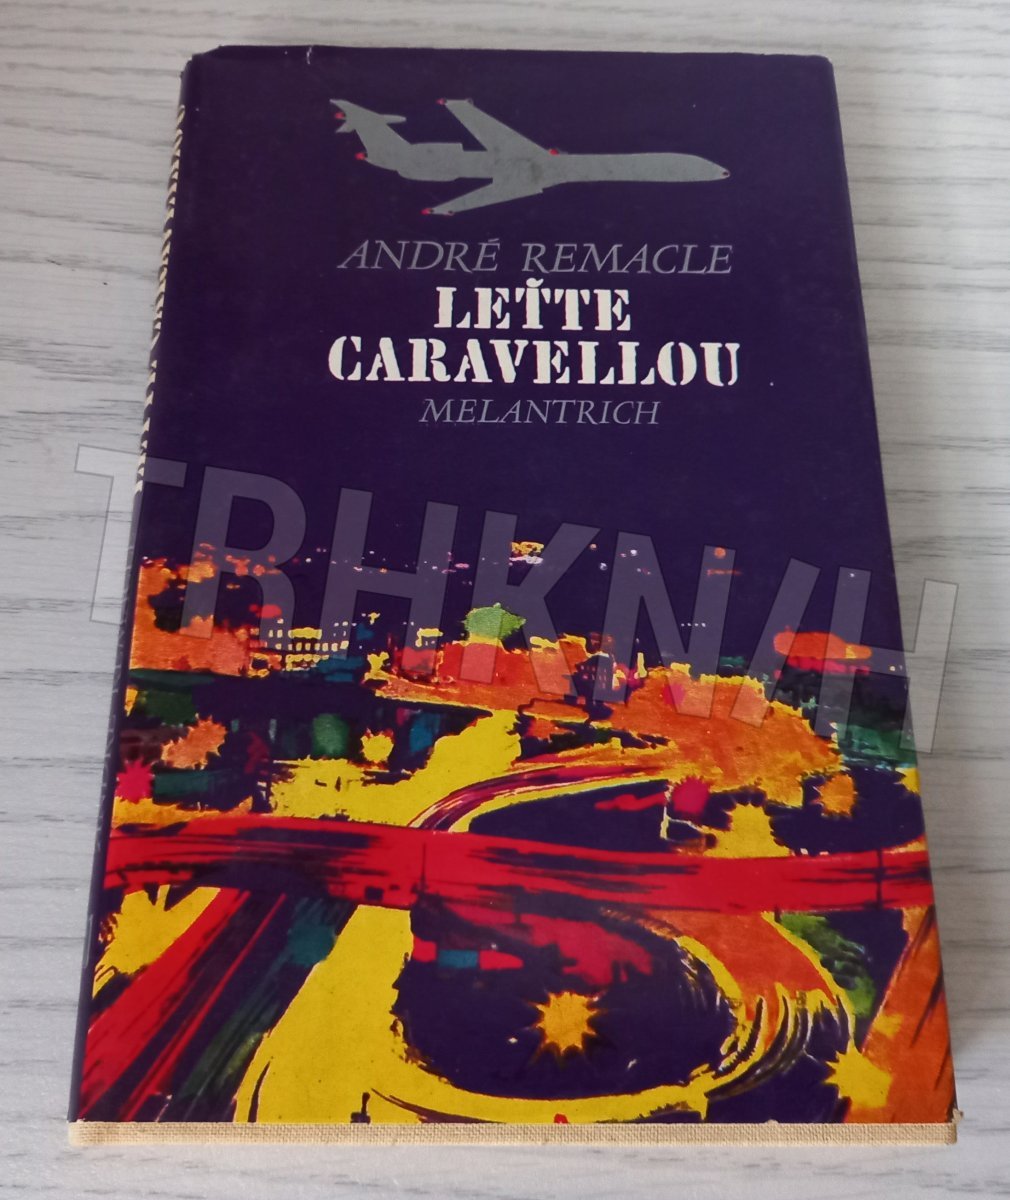 ANDRÉ REMACLE
LEŤTE
CARAVELLOU
MELANTRICH
TRHKNIH